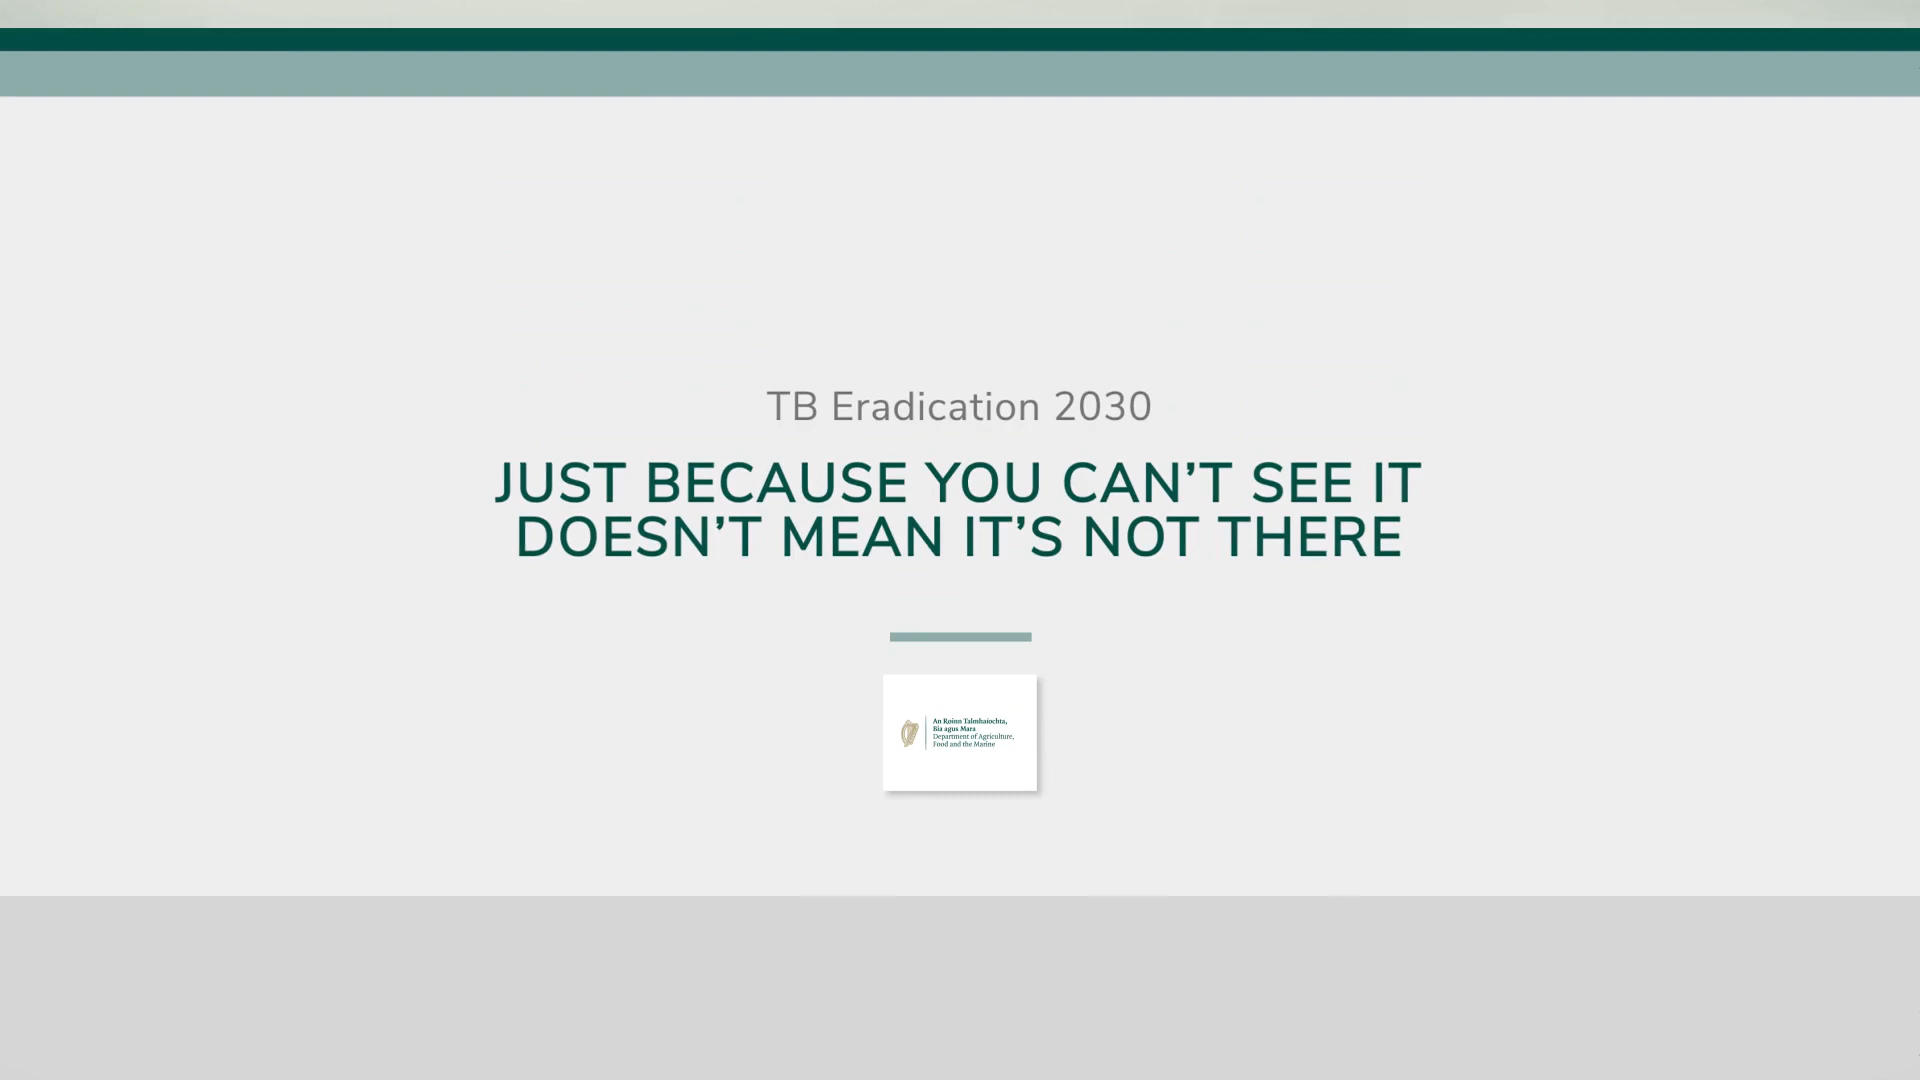 TB Eradication 2030
JUST BECAUSE YOU CAN’T SEE IT
DOESN’T MEAN IT’S NOT THERE
An Roinn Talmhaíochta,
Bia agus Mara
Department of Agriculture,
Food and the Marine